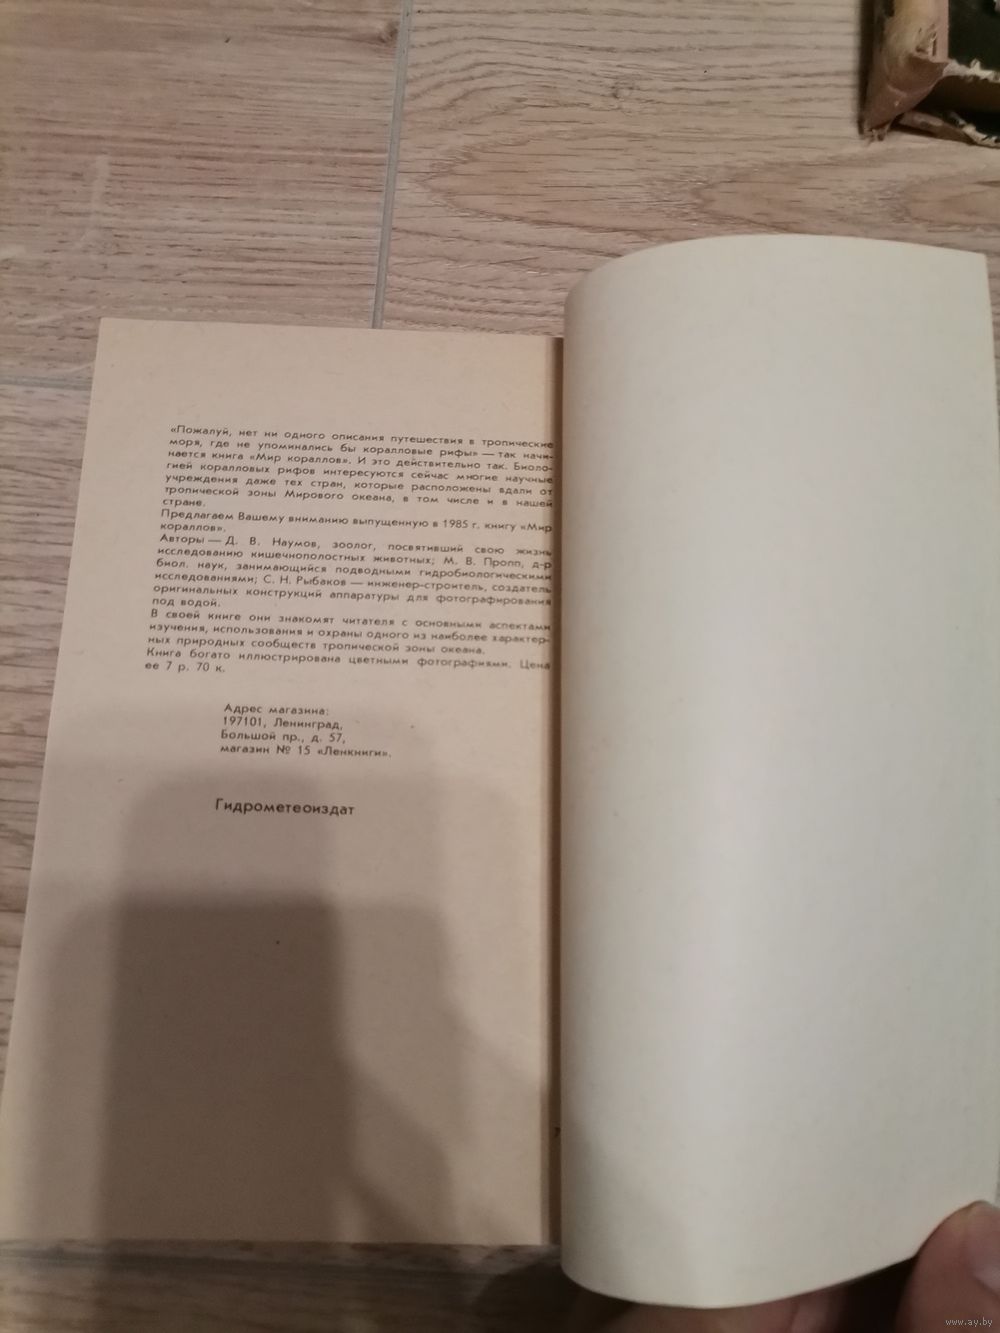 «Пожалуй, нет ни одного описания путешествия в тропические
моря, где не упоминались бы коралловые рифы» — так начи-
нается книга «Мир кораллов». И это действительно так. Биоло-
гией коралловых рифов интересуются сейчас многие научные
учреждения даже тех стран, которые расположены вдали от
тропической зоны Мирового океана, в том числе и в нашей
стране.
Предлагаем Вашему вниманию выпущенную в 1985 г. книгу «Мир
кораллов».
Авторы — Д. В. Наумов, зоолог, посвятивший свою жизнь
исследованию кишечнополостных животных; М. В. Пропп, д-р
биол. наук, занимающийся подводными гидробиологическими
исследованиями; С. Н. Рыбаков — инженер-строитель, создатель
оригинальных конструкций аппаратуры для фотографирования
под водой.
В своей книге они знакомят читателя с основными аспектами
изучения, использования и охраны одного из наиболее характер-
ных природных сообществ тропической зоны океана.
Книга богато иллюстрирована цветными фотографиями. Цена
ее 7 р. 70 к.
Адрес магазина:
197101, Ленинград,
Большой пр., д. 57,
магазин № 15 «Ленкниги».
Гидрометеоиздат
7
www.ay.by